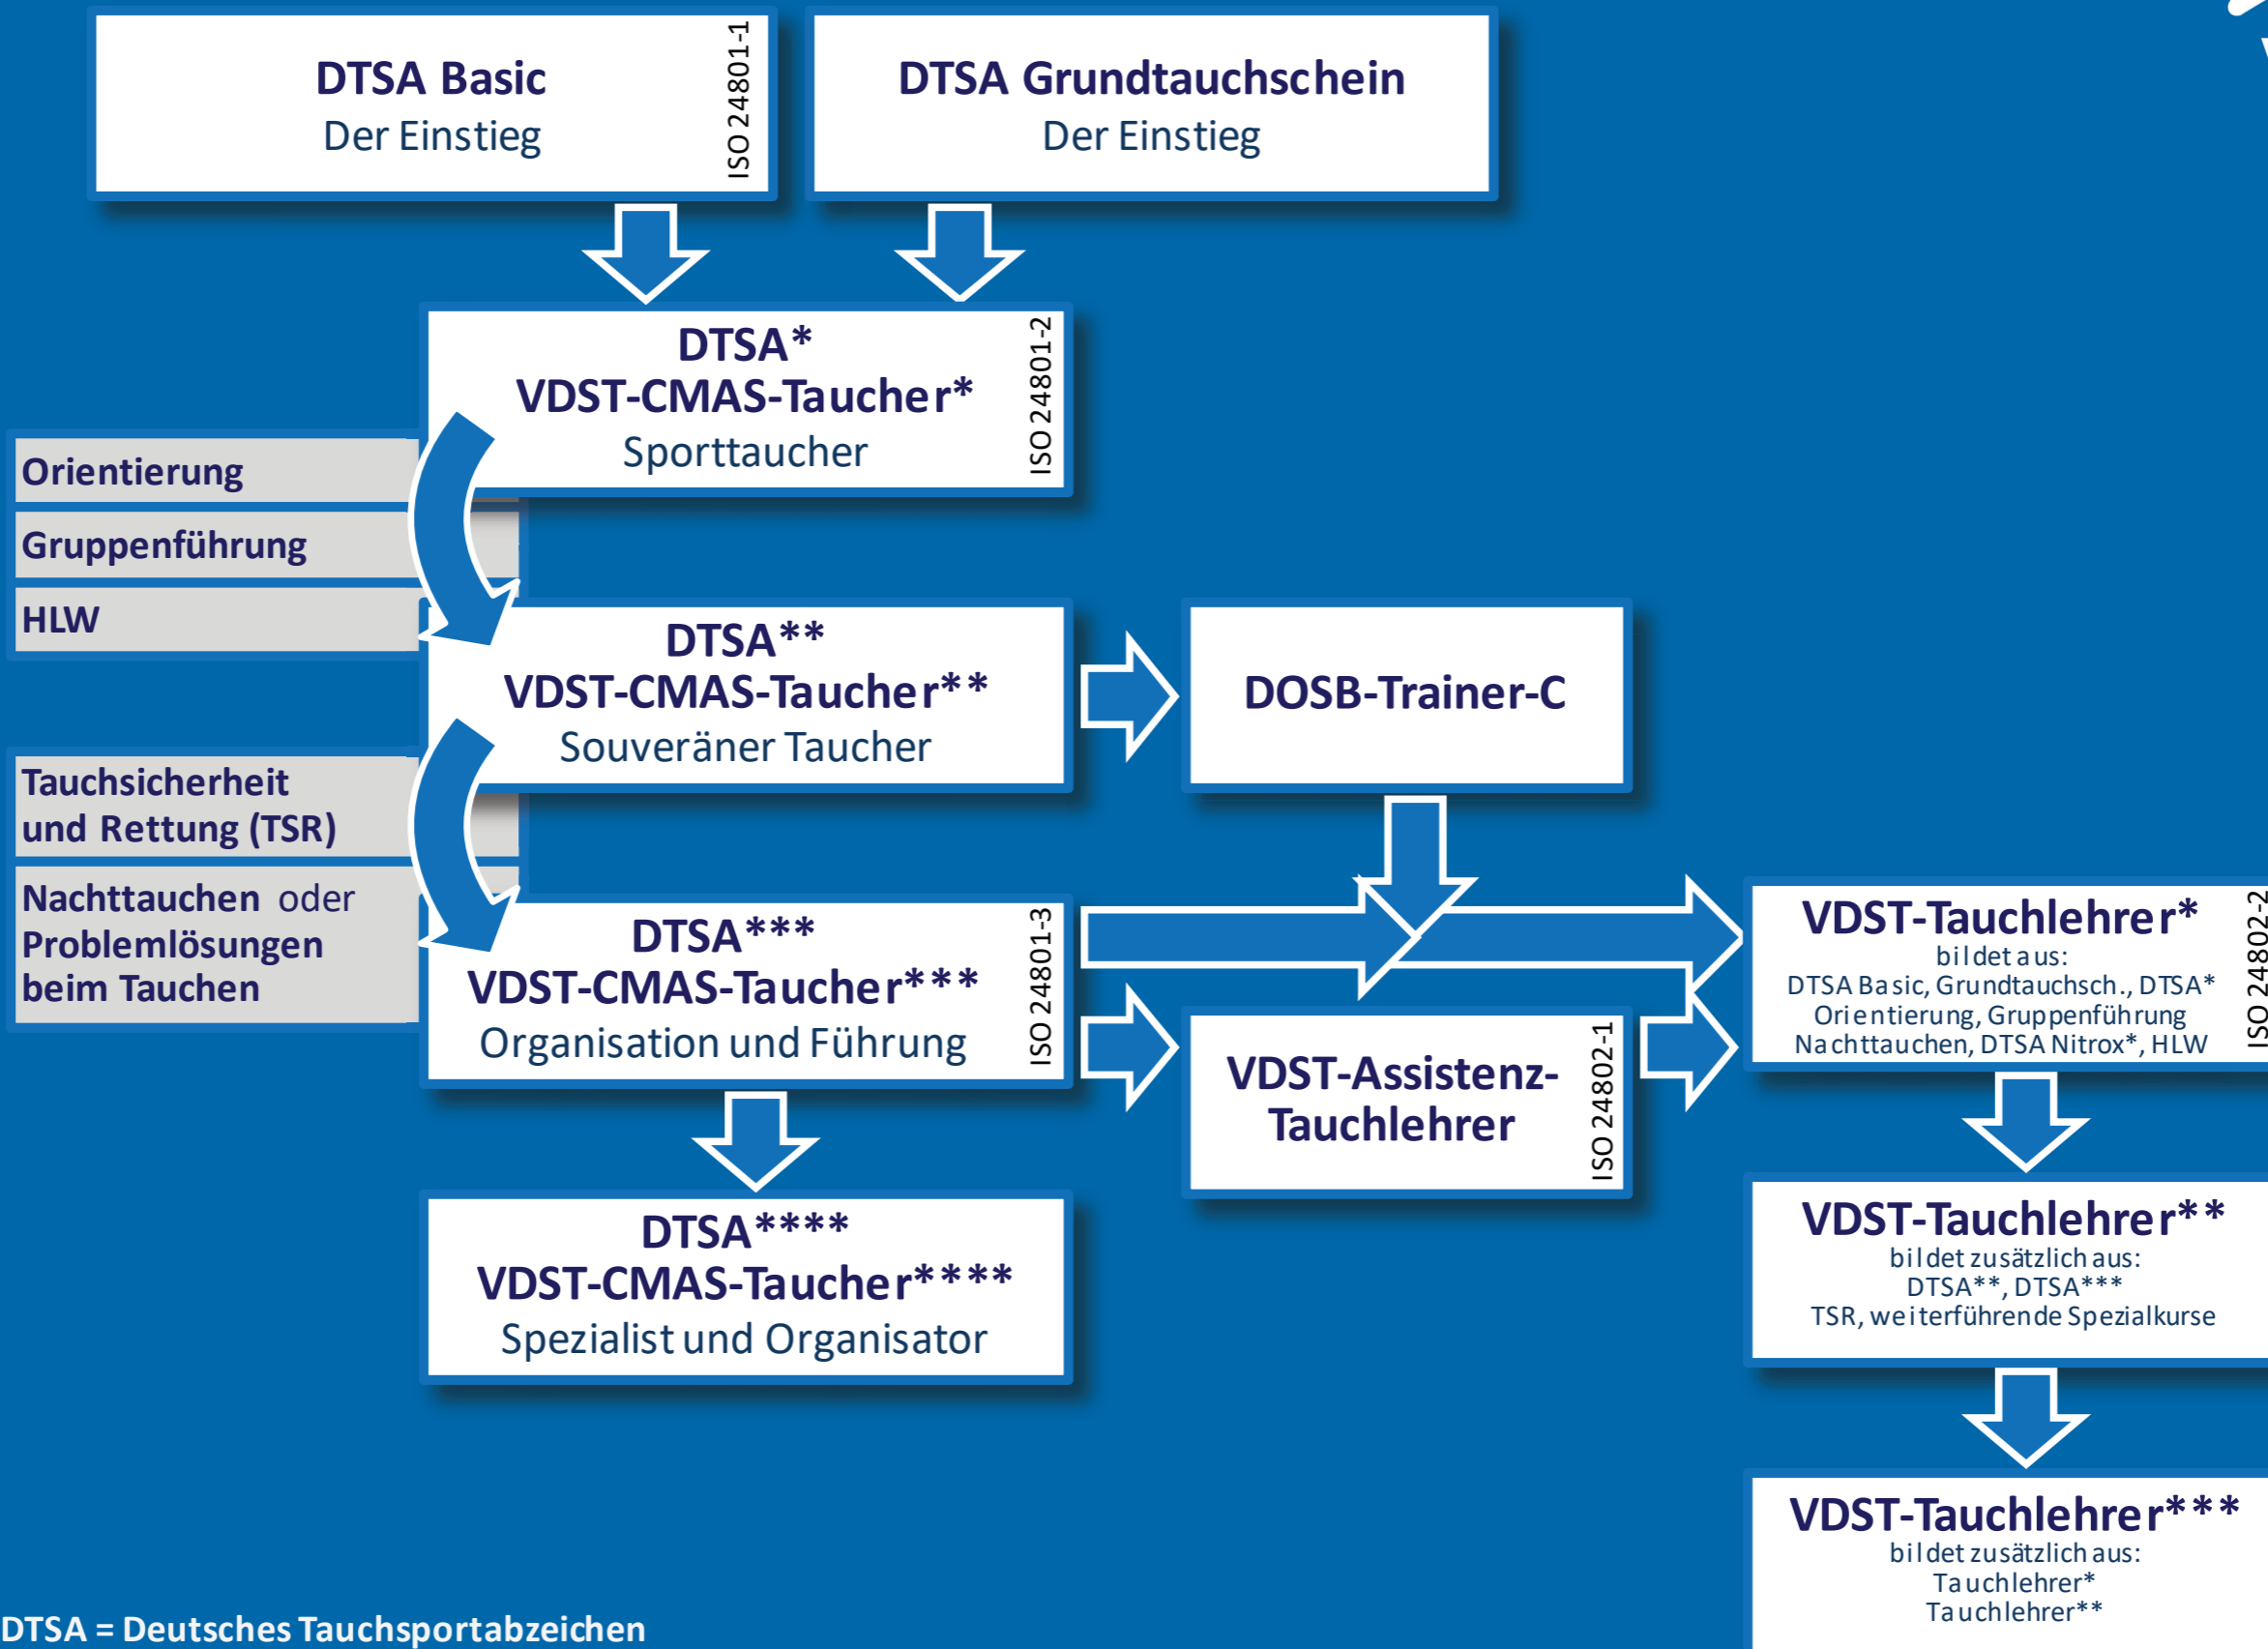 DTSA Basic
Der Einstieg
ISO 24801-1
DTSA Grundtauchschein
Der Einstieg
DTSA*
VDST-CMAS-Taucher*
Sporttaucher
ISO 24801-2
Orientierung
Gruppenführung
HLW
DTSA**
VDST-CMAS-Taucher**
Souveräner Taucher
DOSB-Trainer-C
Tauchsicherheit
und Rettung (TSR)
Nachttauchen oder
Problemlösungen
beim Tauchen
DTSA***
VDST-CMAS-Taucher***
Organisation und Führung
ISO 24801-3
VDST-Assistenz-
Tauchlehrer
ISO 24802-1
VDST-Tauchlehrer*
bildet aus:
DTSA Basic, Grundtauchsch., DTSA*
Orientierung, Gruppenführung
Nachttauchen, DTSA Nitrox*, HLW
ISO 24802-2
DTSA****
VDST-CMAS-Taucher****
Spezialist und Organisator
VDST-Tauchlehrer**
bildet zusätzlich aus:
DTSA**, DTSA***
TSR, weiterführende Spezialkurse
VDST-Tauchlehrer***
bildet zusätzlich aus:
Tauchlehrer*
Tauchlehrer**
DTSA = Deutsches Tauchsportabzeichen